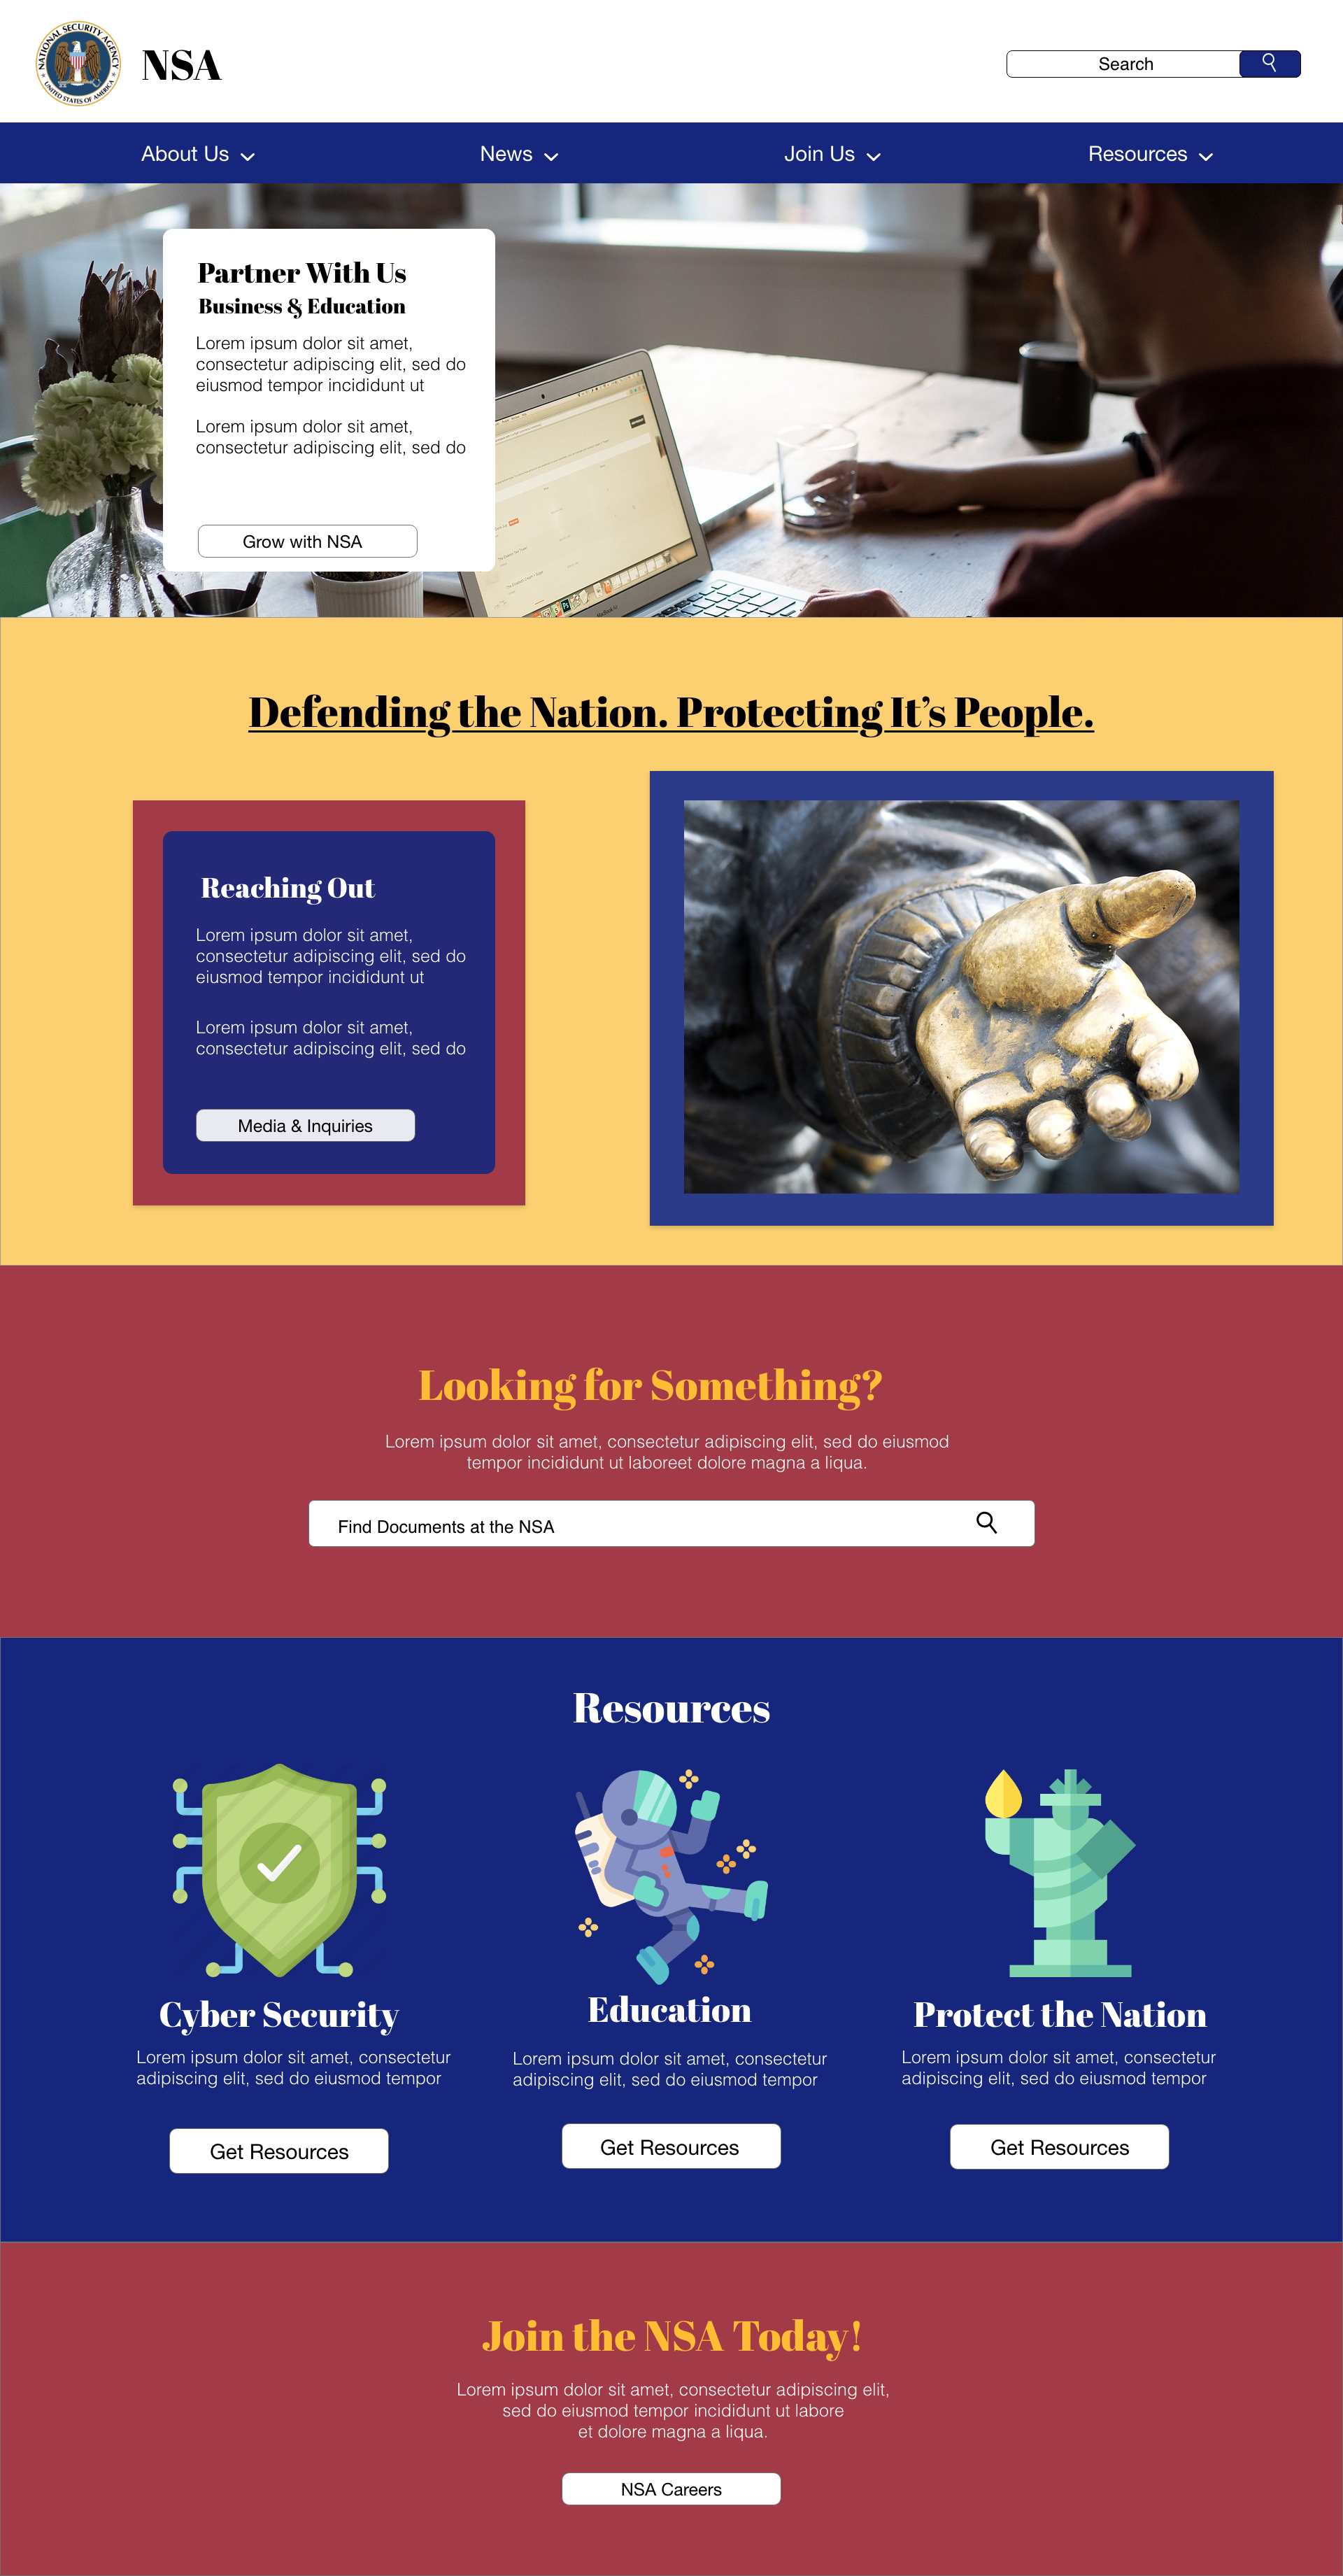 NATIONAL SECURITY AGENCY
UNITED STATES OF AMERICA
NSA
Search
About Us
News
Join Us
Resources
Partner With Us
Business & Education
Lorem ipsum dolor sit amet,
consectetur adipiscing elit, sed do
eiusmod tempor incididunt ut
Lorem ipsum dolor sit amet,
consectetur adipiscing elit, sed do
Grow with NSA
Defending the Nation. Protecting It's People.
Reaching Out
Lorem ipsum dolor sit amet,
consectetur adipiscing elit, sed do
eiusmod tempor incididunt ut
Lorem ipsum dolor sit amet,
consectetur adipiscing elit, sed do
Media & Inquiries
Looking for Something?
Lorem ipsum dolor sit amet, consectetur adipiscing elit, sed do eiusmod
tempor incididunt ut laboreet dolore magna a liqua.
Find Documents at the NSA
Resources
Cyber Security
Lorem ipsum dolor sit amet, consectetur
adipiscing elit, sed do eiusmod tempor
Get Resources
Education
Lorem ipsum dolor sit amet, consectetur
adipiscing elit, sed do eiusmod tempor
Get Resources
Protect the Nation
Lorem ipsum dolor sit amet, consectetur
adipiscing elit, sed do eiusmod tempor
Get Resources
Join the NSA Today!
Lorem ipsum dolor sit amet, consectetur adipiscing elit,
sed do eiusmod tempor incididunt ut labore
et dolore magna a liqua.
NSA Careers